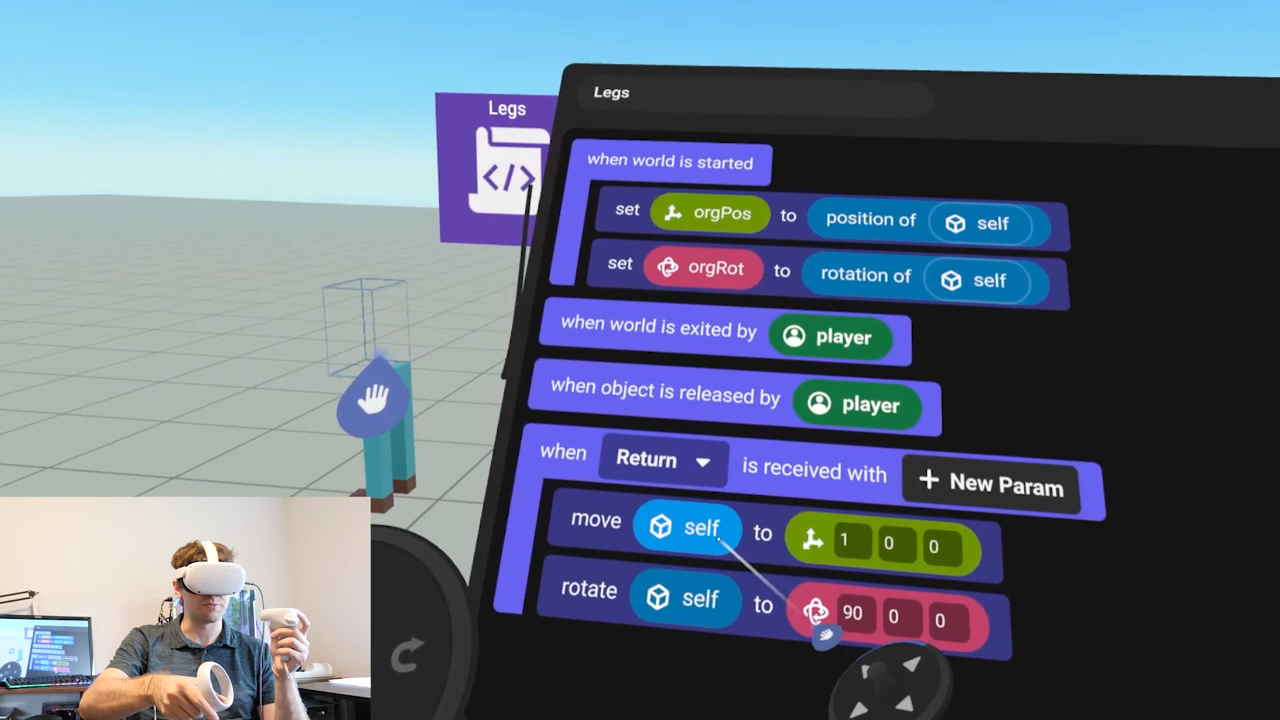 Legs
Legs
when world is started
set orgPos to position of self
set orgRot to rotation of self
when world is exited by player
when object is released by player
when Return is received with + New Param
move self to 1 0 0
rotate self to 90 0 0